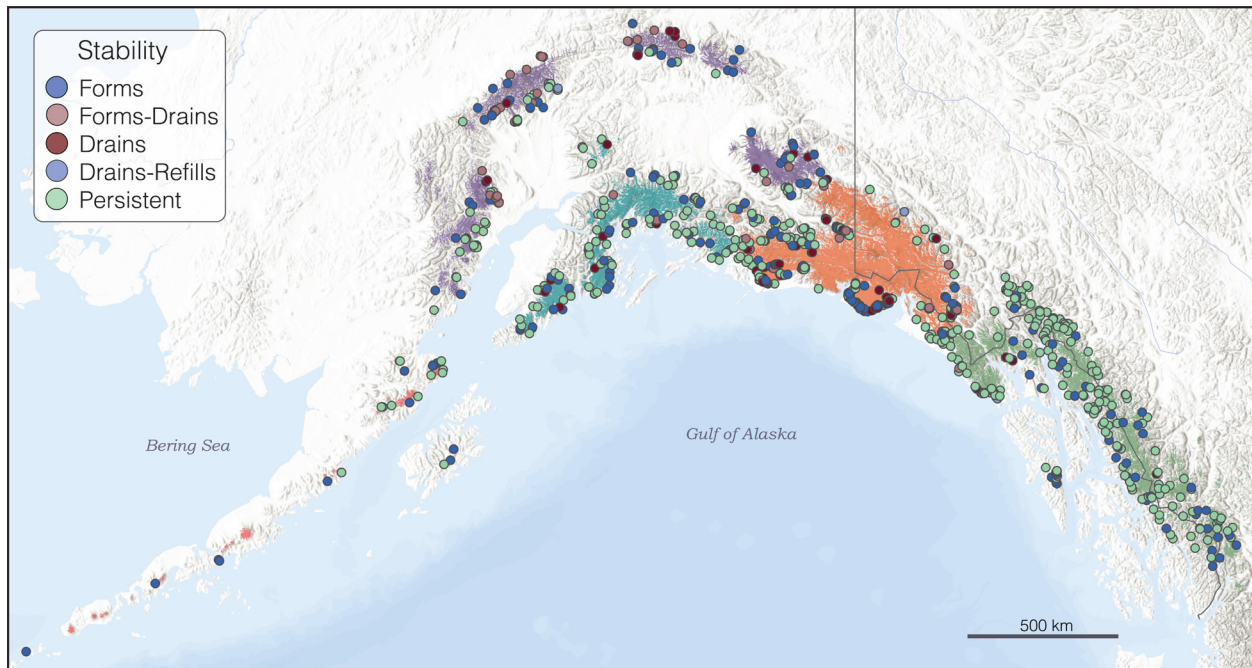 Stability
Forms
Forms-Drains
Drains
Drains-Refills
Persistent
Bering Sea
Gulf of Alaska
500 km